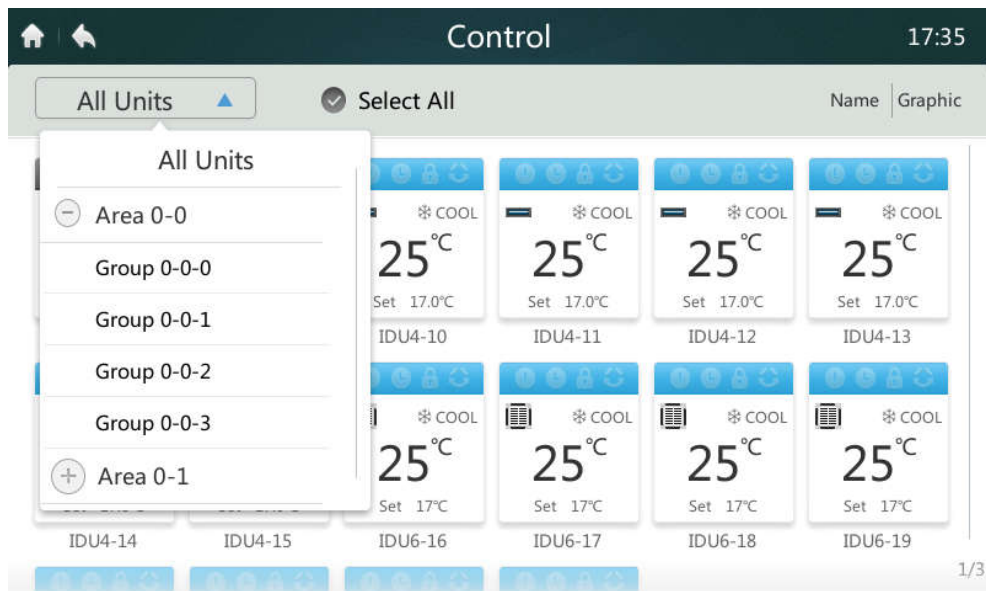 Control
17:35
All Units
Select All
Name
Graphic
All Units
Area 0-0
Group 0-0-0
Group 0-0-1
Group 0-0-2
Group 0-0-3
Area 0-1
COOL COOL COOL COOL
25°C 25°C 25°C 25°C
Set 17.0°C Set 17.0°C Set 17.0°C Set 17.0°C
IDU4-10 IDU4-11 IDU4-12 IDU4-13
COOL COOL COOL COOL
25°C 25°C 25°C 25°C
Set 17°C Set 17°C Set 17°C Set 17°C
IDU4-14 IDU4-15 IDU6-16 IDU6-17 IDU6-18 IDU6-19
1/3